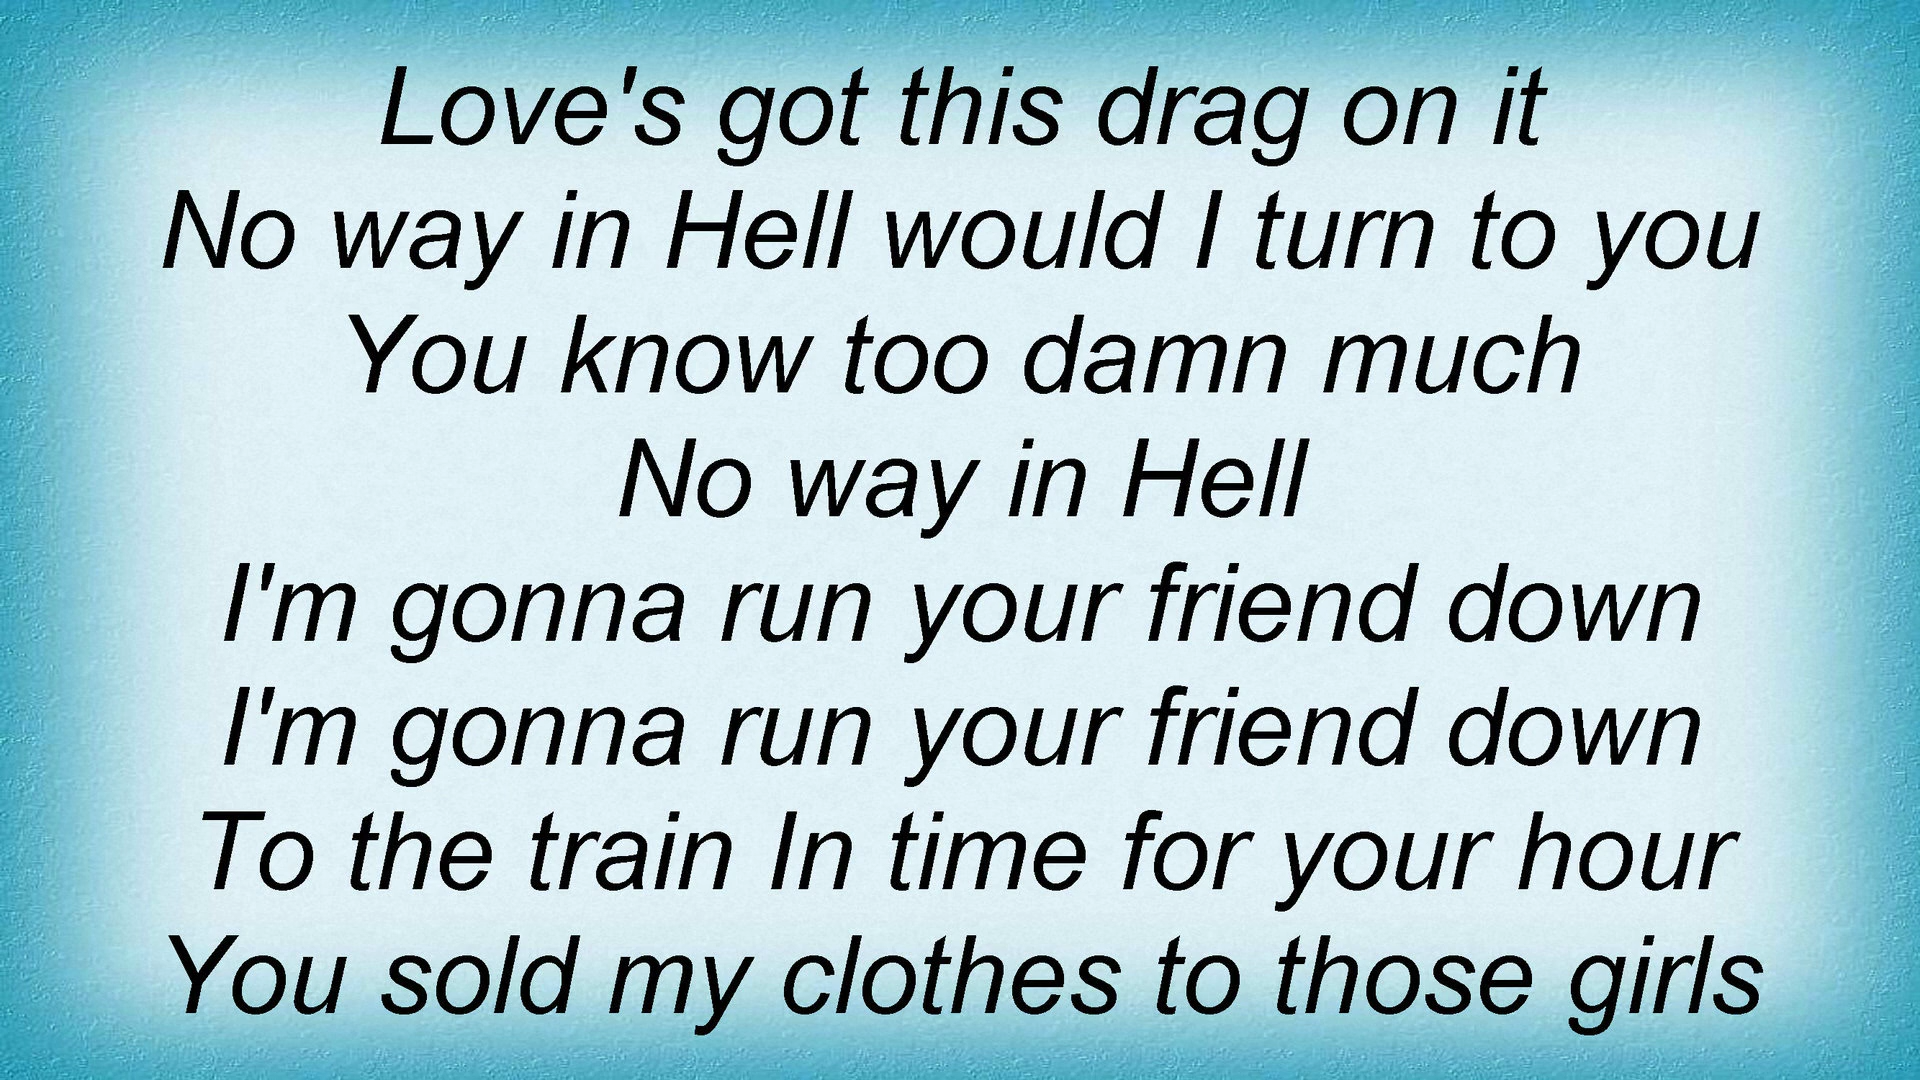 Love's got this drag on it
No way in Hell would I turn to you
You know too damn much
No way in Hell
I'm gonna run your friend down
I'm gonna run your friend down
To the train In time for your hour
You sold my clothes to those girls